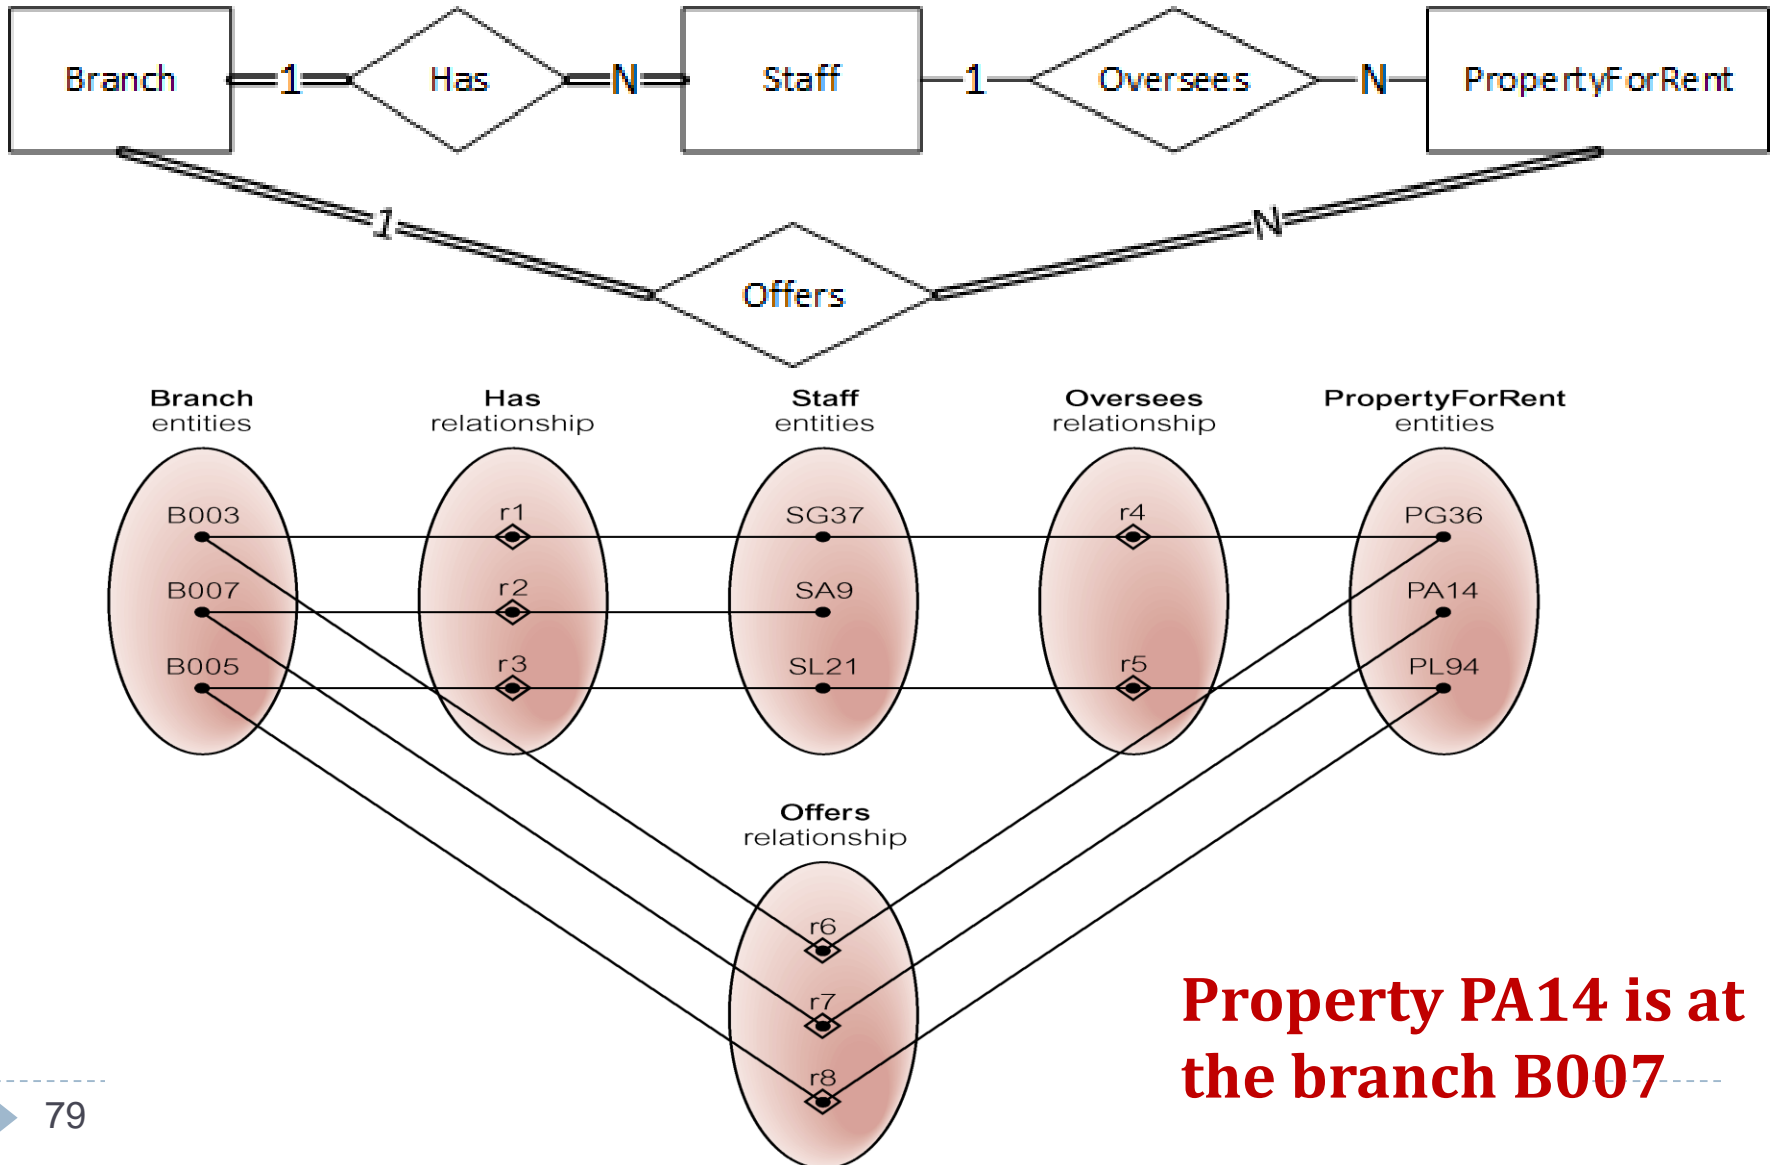 Branch 1 Has N Staff 1 Oversees N PropertyForRent
1 N
Offers
Branch Has Staff Oversees PropertyForRent
entities relationship entities relationship entities
B003 r1 SG37 r4 PG36
B007 r2 SA9 PA14
B005 r3 SL21 r5 PL94
Offers
relationship
r6
r7
r8
Property PA14 is at
the branch B007
79